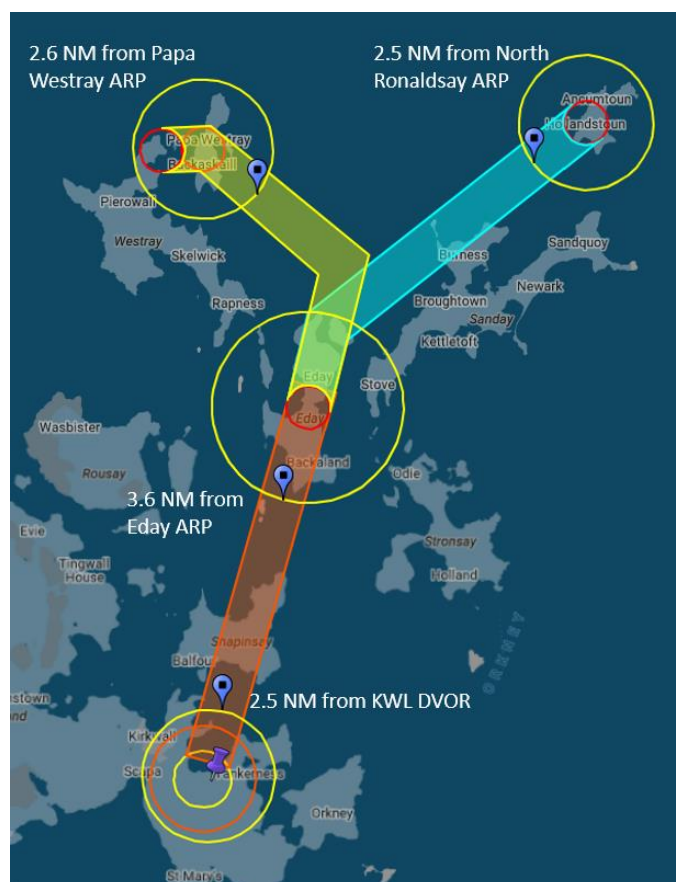 2.6 NM from Papa
Westray ARP
2.5 NM from North
Ronaldsay ARP
Ancumtoun
Hollandstoun
Papa Westray
Backaskaill
Pierowall
Westray
Skelwick
Rapness
Sandquoy
Burness
Newark
Broughtown
Sanday
Kettletoft
Stove
Eday
Eday
Wasbister
Backaland
Rousay
3.6 NM from
Eday ARP
Odie
Evie
Stronsay
Tingwall
House
Holland
Shapinsay
Balfour
ORKNEY
2.5 NM from KWL DVOR
Kirkwall
Scapa
Tankerness
Orkney
St Mary's